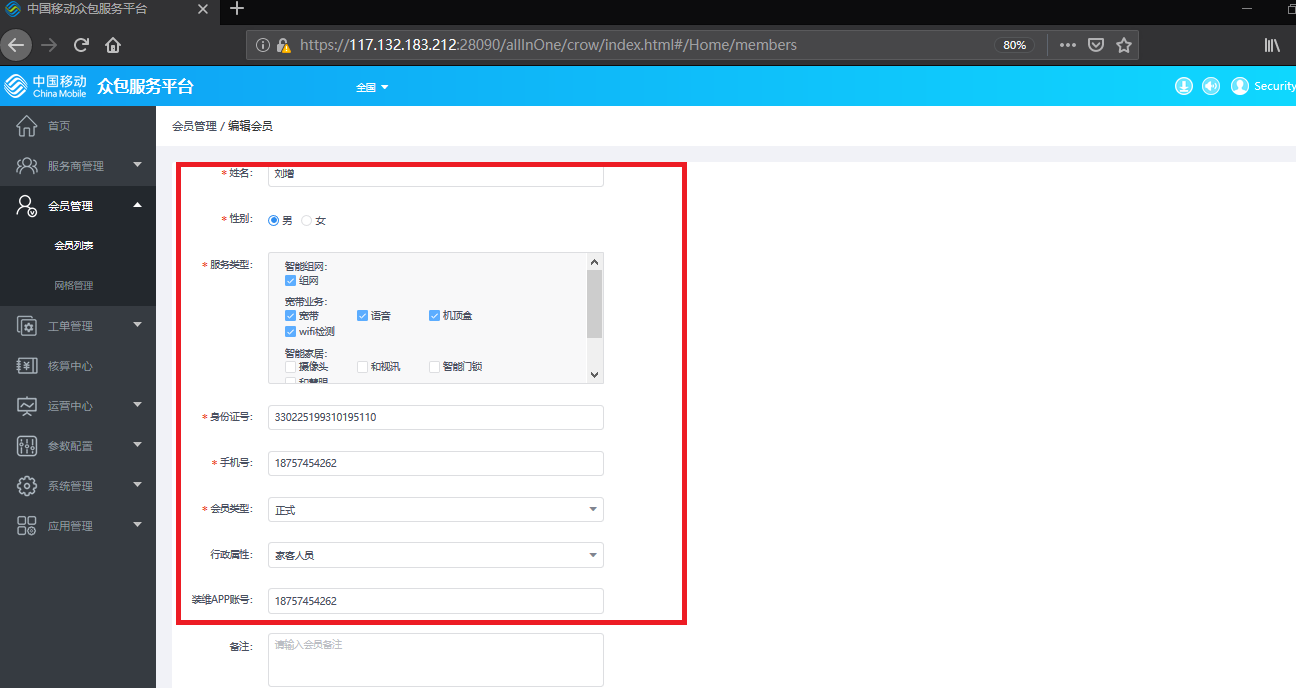 中国移动众包服务平台
https://117.132.183.212:28090/allInOne/crow/index.html#/Home/members
80%
中国移动
China Mobile
众包服务平台
全国
Security
首页
服务商管理
会员管理
会员列表
网格管理
工单管理
核算中心
运营中心
参数配置
系统管理
应用管理
会员管理 / 编辑会员
* 姓名: 刘增
* 性别: 男 女
* 服务类型:
智能组网:
组网
宽带业务:
宽带 语音 机顶盒
wifi检测
智能家居:
摄像头 和视讯 智能门锁
* 身份证号: 330225199310195110
* 手机号: 18757454262
* 会员类型: 正式
行政属性: 家客人员
装维APP账号: 18757454262
备注: 请输入会员备注